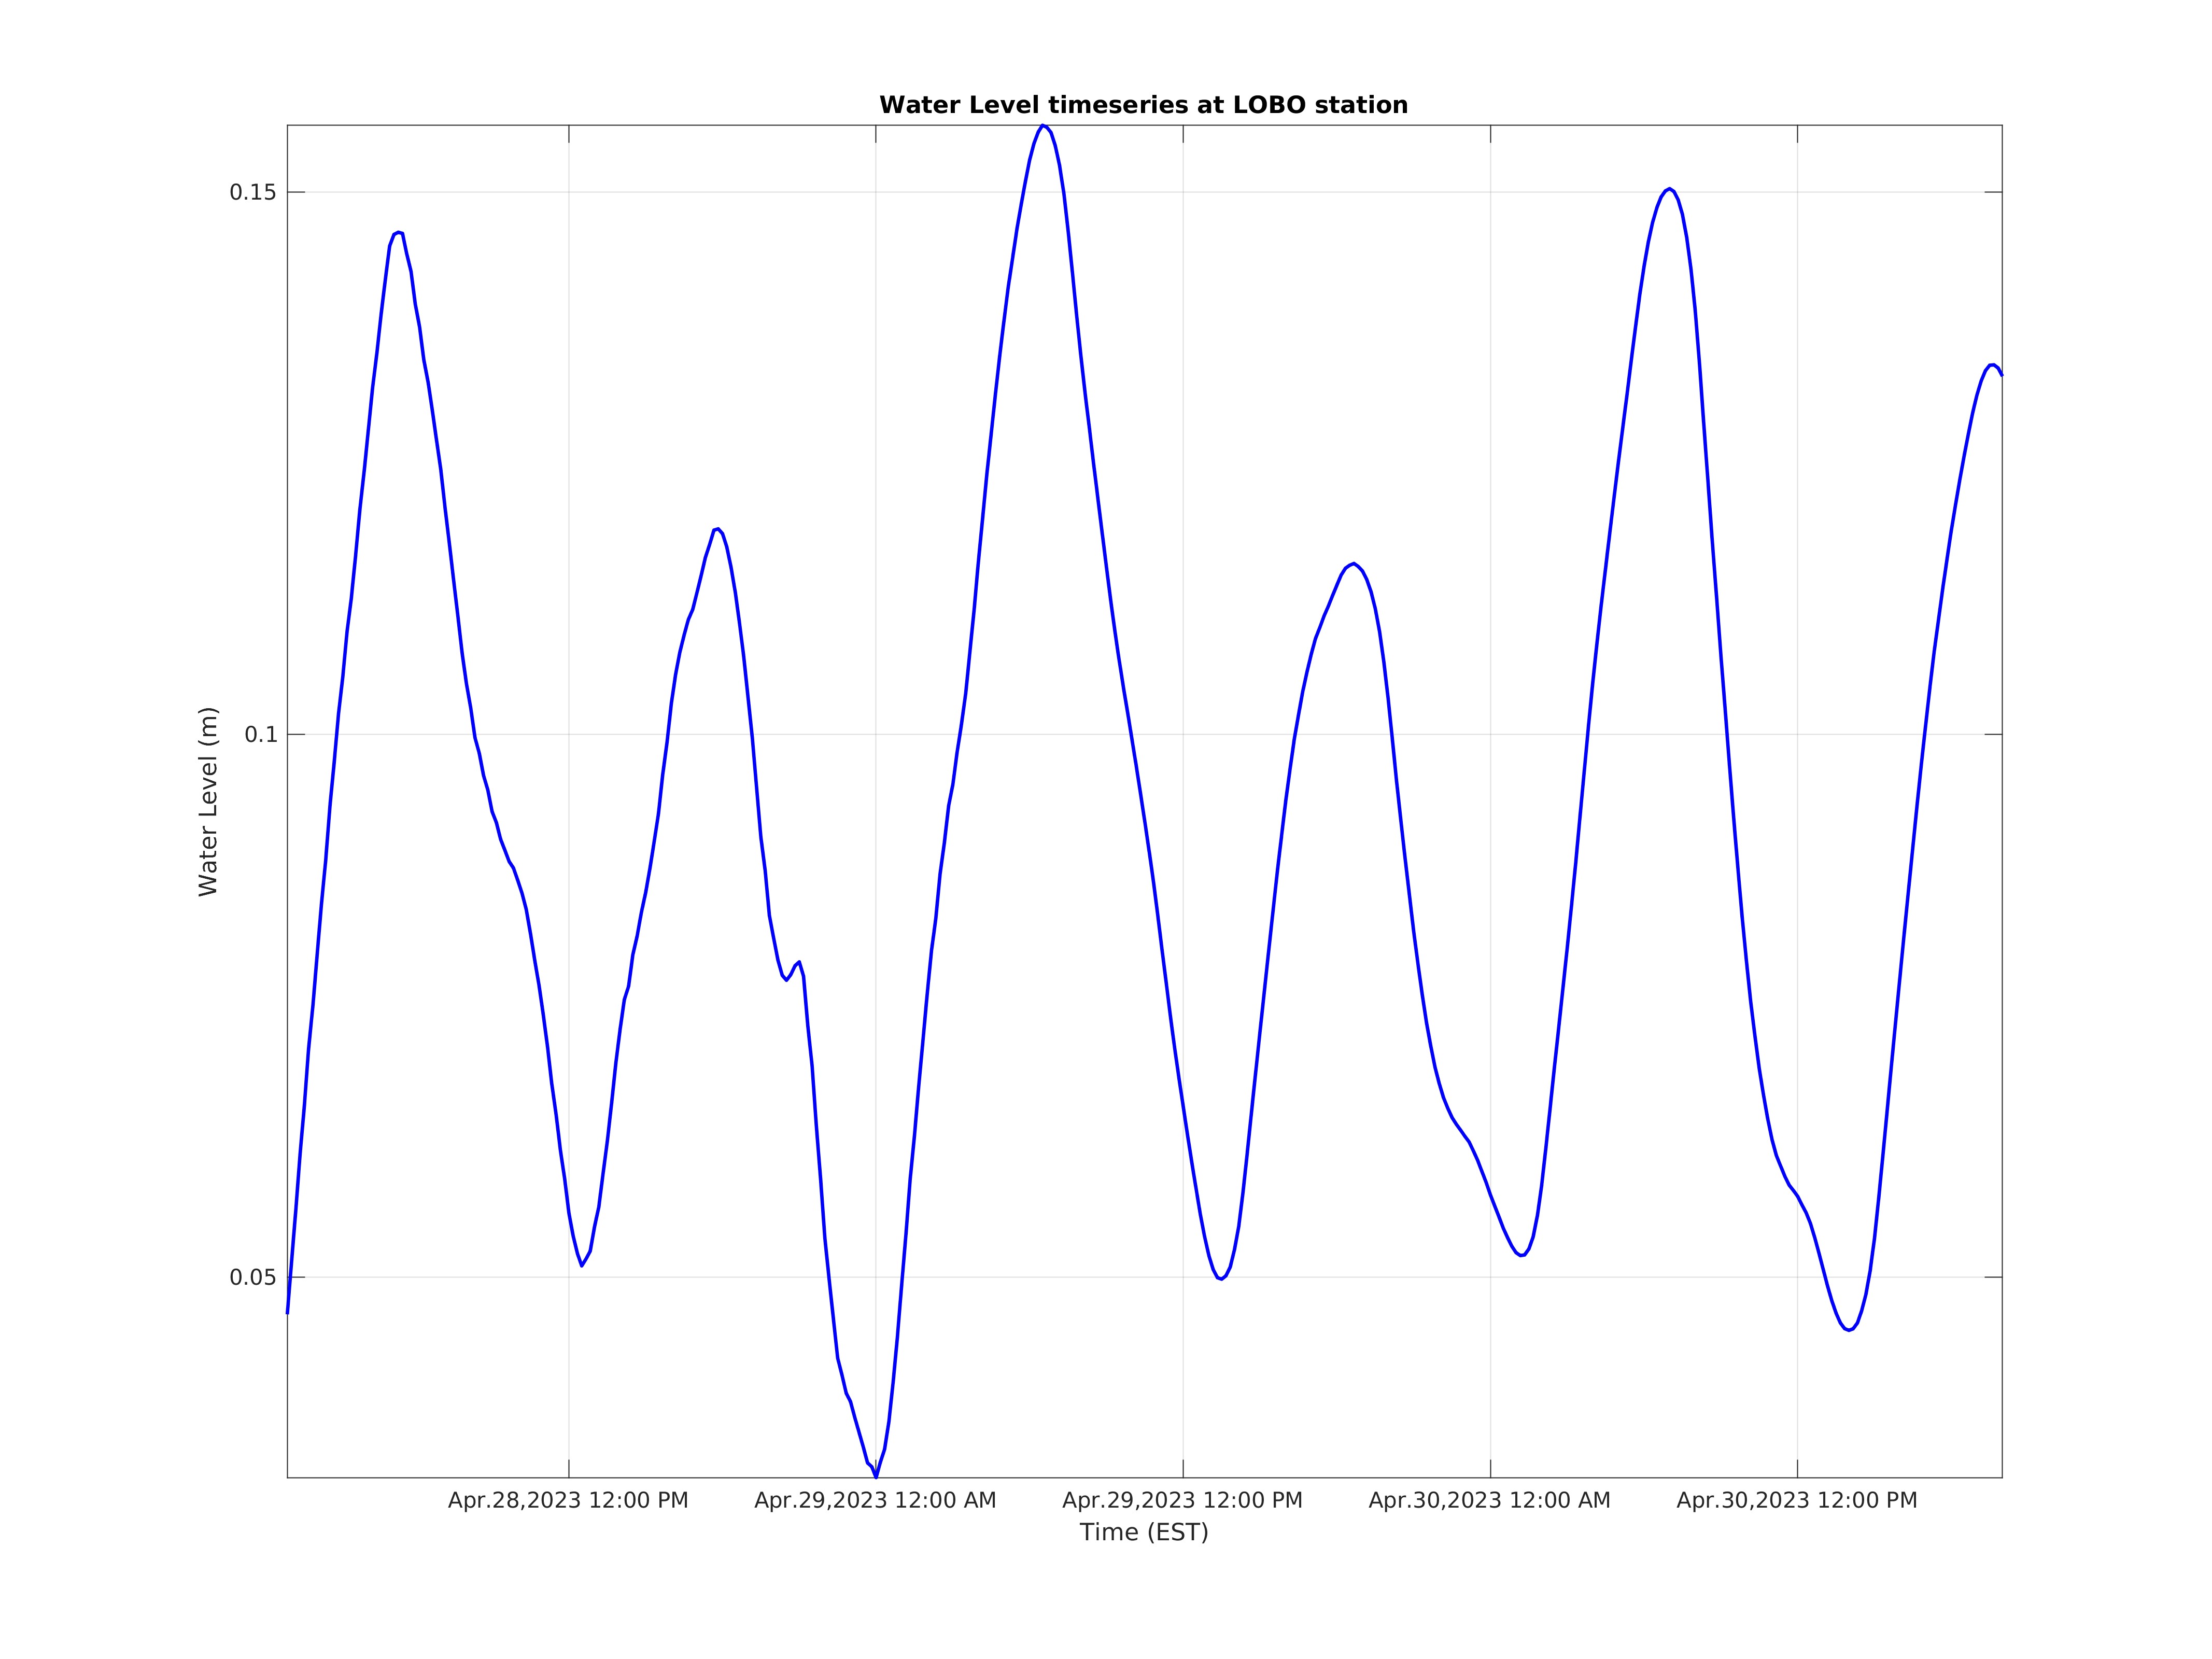 Water Level timeseries at LOBO station
0.15
0.1
0.05
Water Level (m)
Apr.28,2023 12:00 PM
Apr.29,2023 12:00 AM
Apr.29,2023 12:00 PM
Apr.30,2023 12:00 AM
Apr.30,2023 12:00 PM
Time (EST)